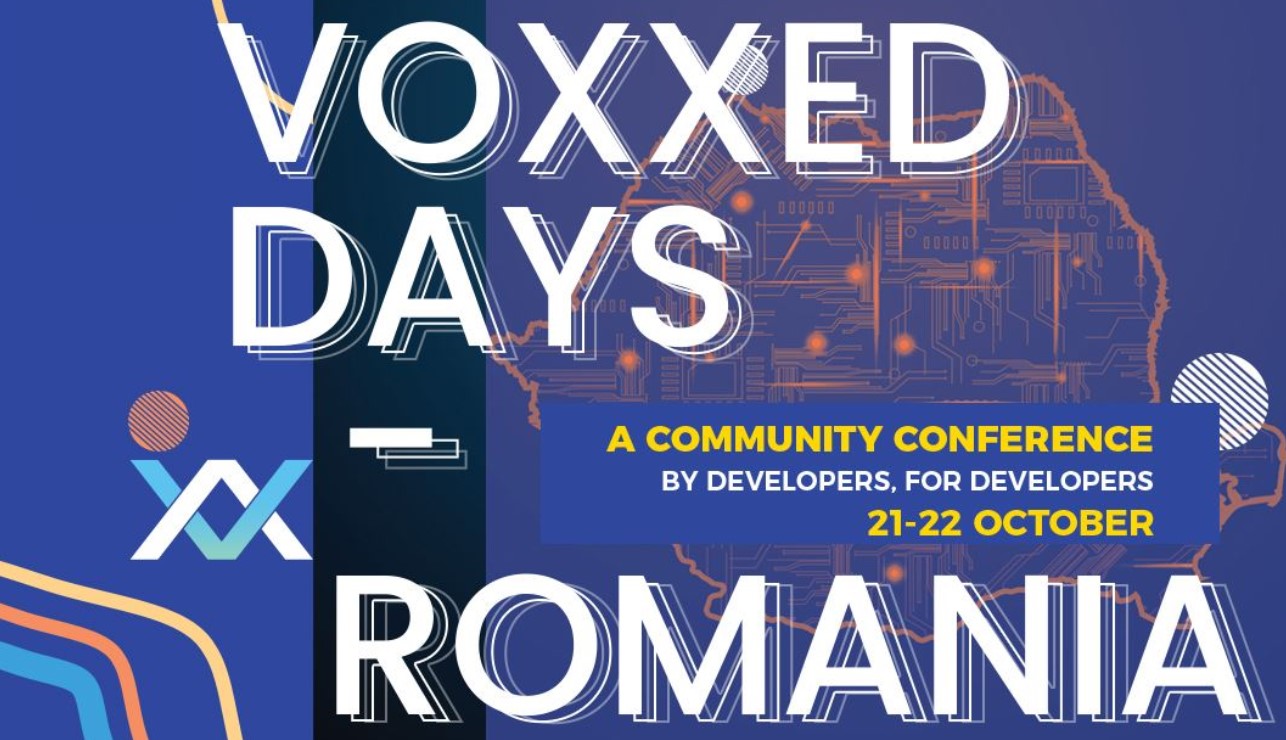 VOXXED
DAYS
-
A COMMUNITY CONFERENCE
BY DEVELOPERS, FOR DEVELOPERS
21-22 OCTOBER
ROMANIA